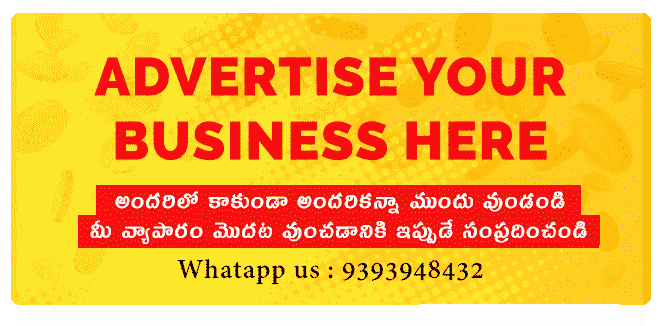 ADVERTISE YOUR
BUSINESS HERE
అందరిలో కాకుండా అందరికన్నా ముందు వుండండి
మీ వ్యాపారం మొదట వుంచడానికి ఇప్పుడే సంప్రదించండి
Whatapp us : 9393948432